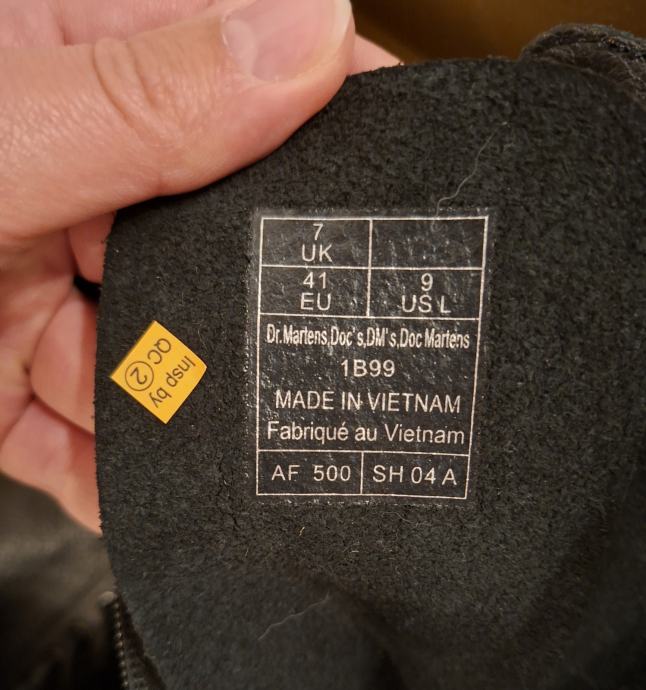 7
UK
41
EU
9
US L
Dr.Martens,Doc's,DM's,Doc Martens
1B99
MADE IN VIETNAM
Fabriqué au Vietnam
AF 500
SH 04 A
Insp by
QC 2